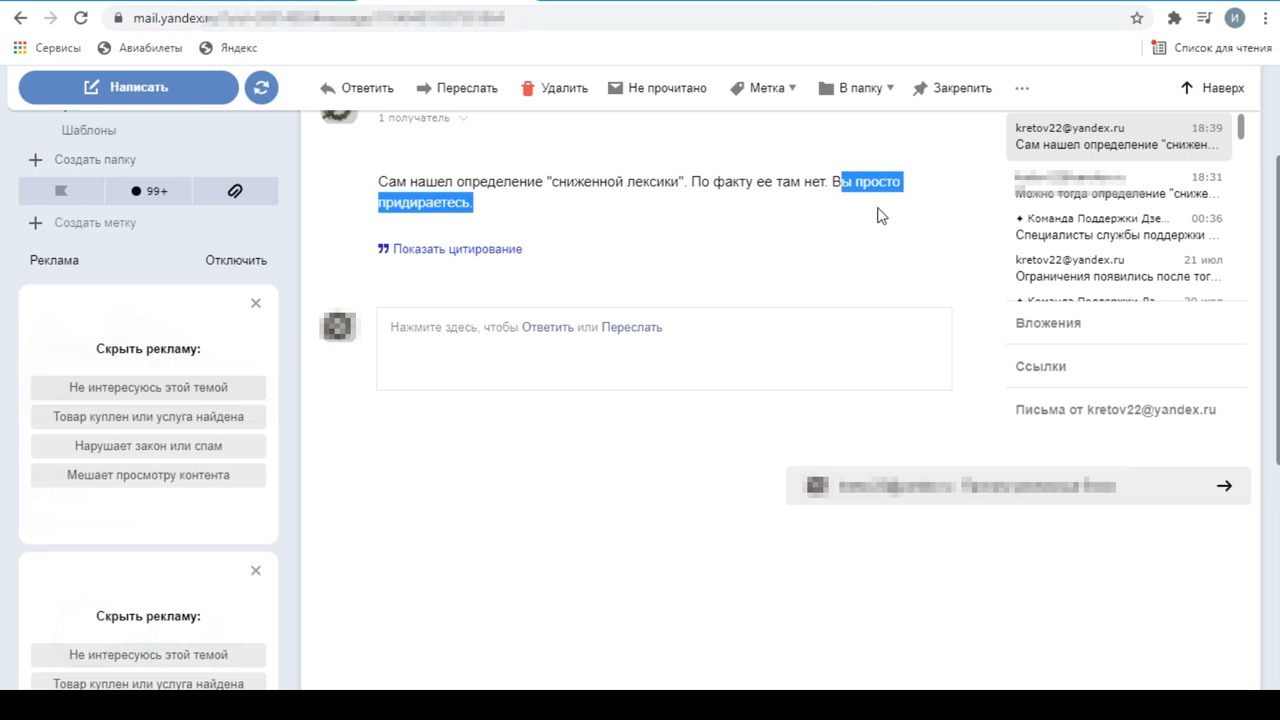 mail.yandex.
Сервисы Авиабилеты Яндекс Список для чтения
И
Написать
Ответить Переслать Удалить Не прочитано Метка В папку Закрепить ... Наверх
Шаблоны
Создать папку
99+
Создать метку
Реклама Отключить
Скрыть рекламу:
Не интересуюсь этой темой
Товар куплен или услуга найдена
Нарушает закон или спам
Мешает просмотру контента
Скрыть рекламу:
Не интересуюсь этой темой
Товар куплен или услуга найдена
1 получатель
Сам нашел определение "сниженной лексики". По факту ее там нет. Вы просто
придираетесь.
Показать цитирование
Нажмите здесь, чтобы Ответить или Переслать
kretov22@yandex.ru 18:39
Сам нашел определение "снижен...
18:31
Можно тогда определение "сниже...
Команда Поддержки Дзе... 00:36
Специалисты службы поддержки ...
kretov22@yandex.ru 21 июл
Ограничения появились после тог...
Вложения
Ссылки
Письма от kretov22@yandex.ru